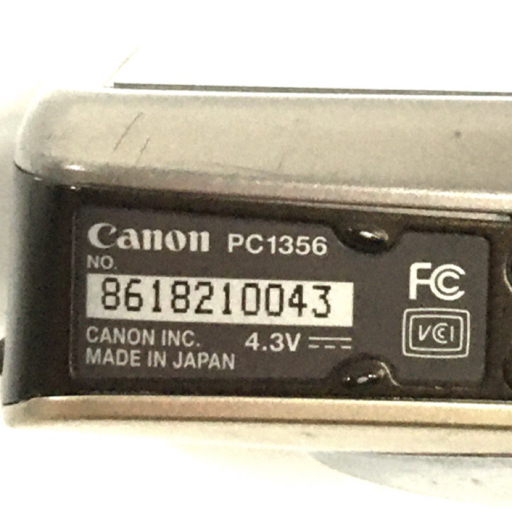 Canon PC1356
NO.
8618210043
CANON INC. 4.3V
MADE IN JAPAN
FC
VCI